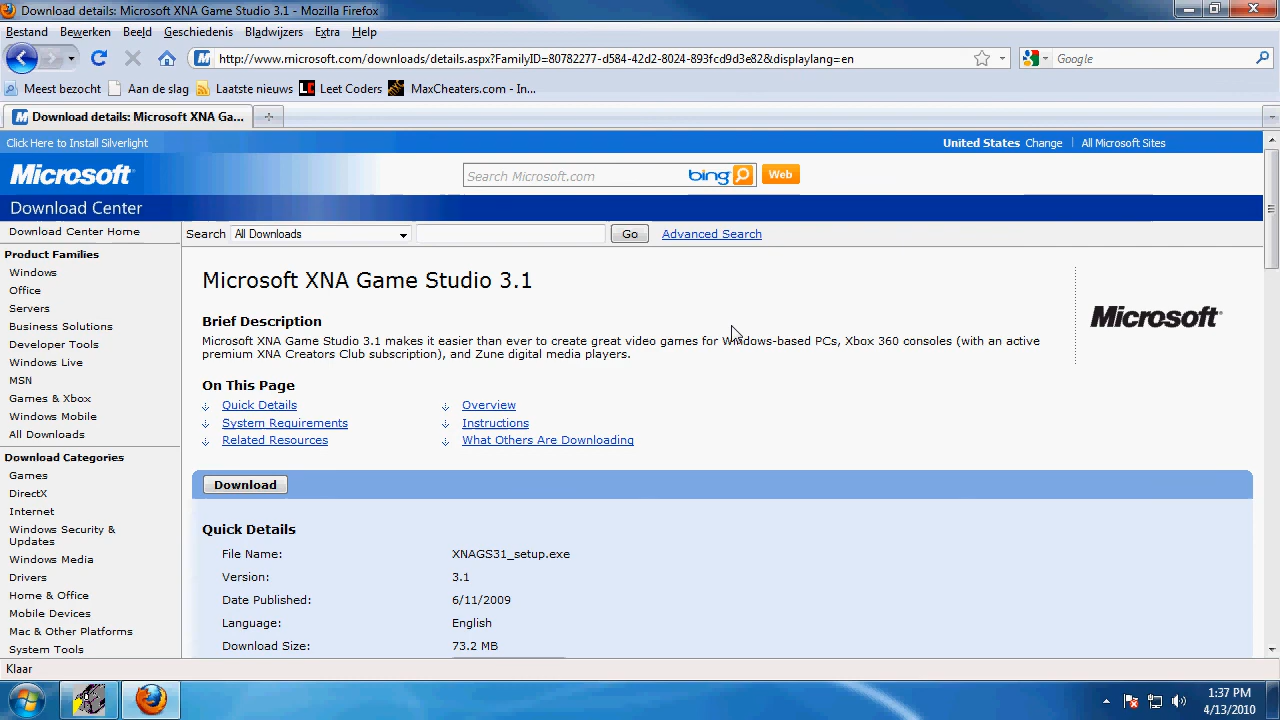 Download details: Microsoft XNA Game Studio 3.1 - Mozilla Firefox
Bestand Bewerken Beeld Geschiedenis Bladwijzers Extra Help
http://www.microsoft.com/downloads/details.aspx?FamilyID=80782277-d584-42d2-8024-893fcd9d3e82&displaylang=en
Google
Meest bezocht Aan de slag Laatste nieuws Leet Coders MaxCheaters.com - In...
Download details: Microsoft XNA Ga...
Click Here to Install Silverlight
United States Change | All Microsoft Sites
Microsoft
Search Microsoft.com bing Web
Download Center
Download Center Home
Search All Downloads Go Advanced Search
Product Families
Windows
Office
Servers
Business Solutions
Developer Tools
Windows Live
MSN
Games & Xbox
Windows Mobile
All Downloads
Download Categories
Games
DirectX
Internet
Windows Security &
Updates
Windows Media
Drivers
Home & Office
Mobile Devices
Mac & Other Platforms
System Tools
Microsoft XNA Game Studio 3.1
Microsoft
Brief Description
Microsoft XNA Game Studio 3.1 makes it easier than ever to create great video games for Windows-based PCs, Xbox 360 consoles (with an active
premium XNA Creators Club subscription), and Zune digital media players.
On This Page
Quick Details Overview
System Requirements Instructions
Related Resources What Others Are Downloading
Download
Quick Details
File Name: XNAGS31_setup.exe
Version: 3.1
Date Published: 6/11/2009
Language: English
Download Size: 73.2 MB
Klaar
1:37 PM
4/13/2010